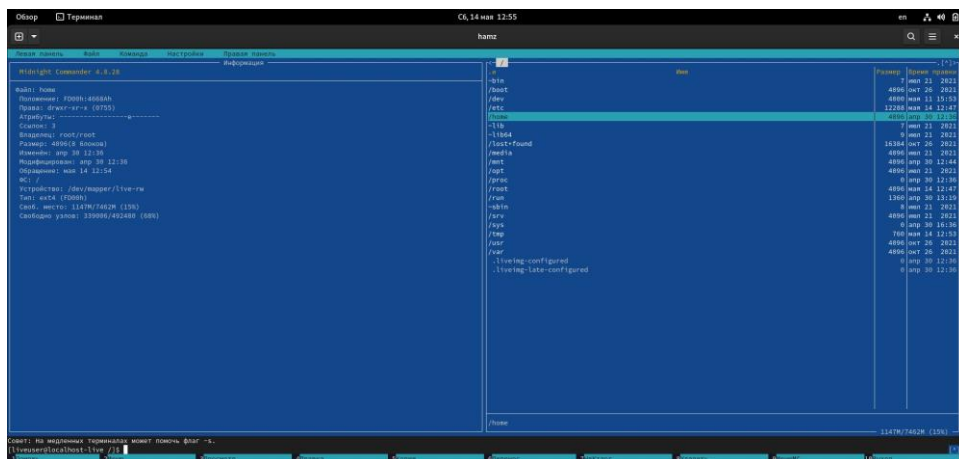 Обзор Терминал Сб, 14 мая 12:55 en
hamz
Левая панель Файл Команда Настройки Правая панель
Информация
Midnight Commander 4.8.28
Файл: home
Положение: FD00h:4068Ah
Права: drwxr-xr-x (0755)
Атрибуты:
Ссылок: 3
Владелец: root/root
Размер: 4096(8 блоков)
Изменён: апр 30 12:36
Модифицирован: апр 30 12:36
Обращение: мая 14 12:54
ФС: /
Устройство: /dev/mapper/live-rw
Тип: ext4 (FD00h)
Своб. место: 1147M/7462M (15%)
Свободно узлов: 339006/492480 (68%)
<- / .[^]>
.и Имя Размер Время правки
~bin 7 июл 21 2021
/boot 4096 окт 26 2021
/dev 4000 мая 11 15:53
/etc 12288 мая 14 12:47
/home 4096 апр 30 12:36
~lib 7 июл 21 2021
~lib64 9 июл 21 2021
/lost+found 16384 окт 26 2021
/media 4096 июл 21 2021
/mnt 4096 апр 30 12:44
/opt 4096 июл 21 2021
/proc 0 апр 30 12:36
/root 4096 мая 14 12:47
/run 1360 апр 30 13:19
~sbin 8 июл 21 2021
/srv 4096 июл 21 2021
/sys 0 апр 30 16:36
/tmp 760 мая 14 12:53
/usr 4096 окт 26 2021
/var 4096 окт 26 2021
.liveimg-configured 0 апр 30 12:36
.liveimg-late-configured 0 апр 30 12:36
/home
1147M/7462M (15%)
Совет: На медленных терминалах может помочь флаг -s.
[liveuser@localhost-live /]$